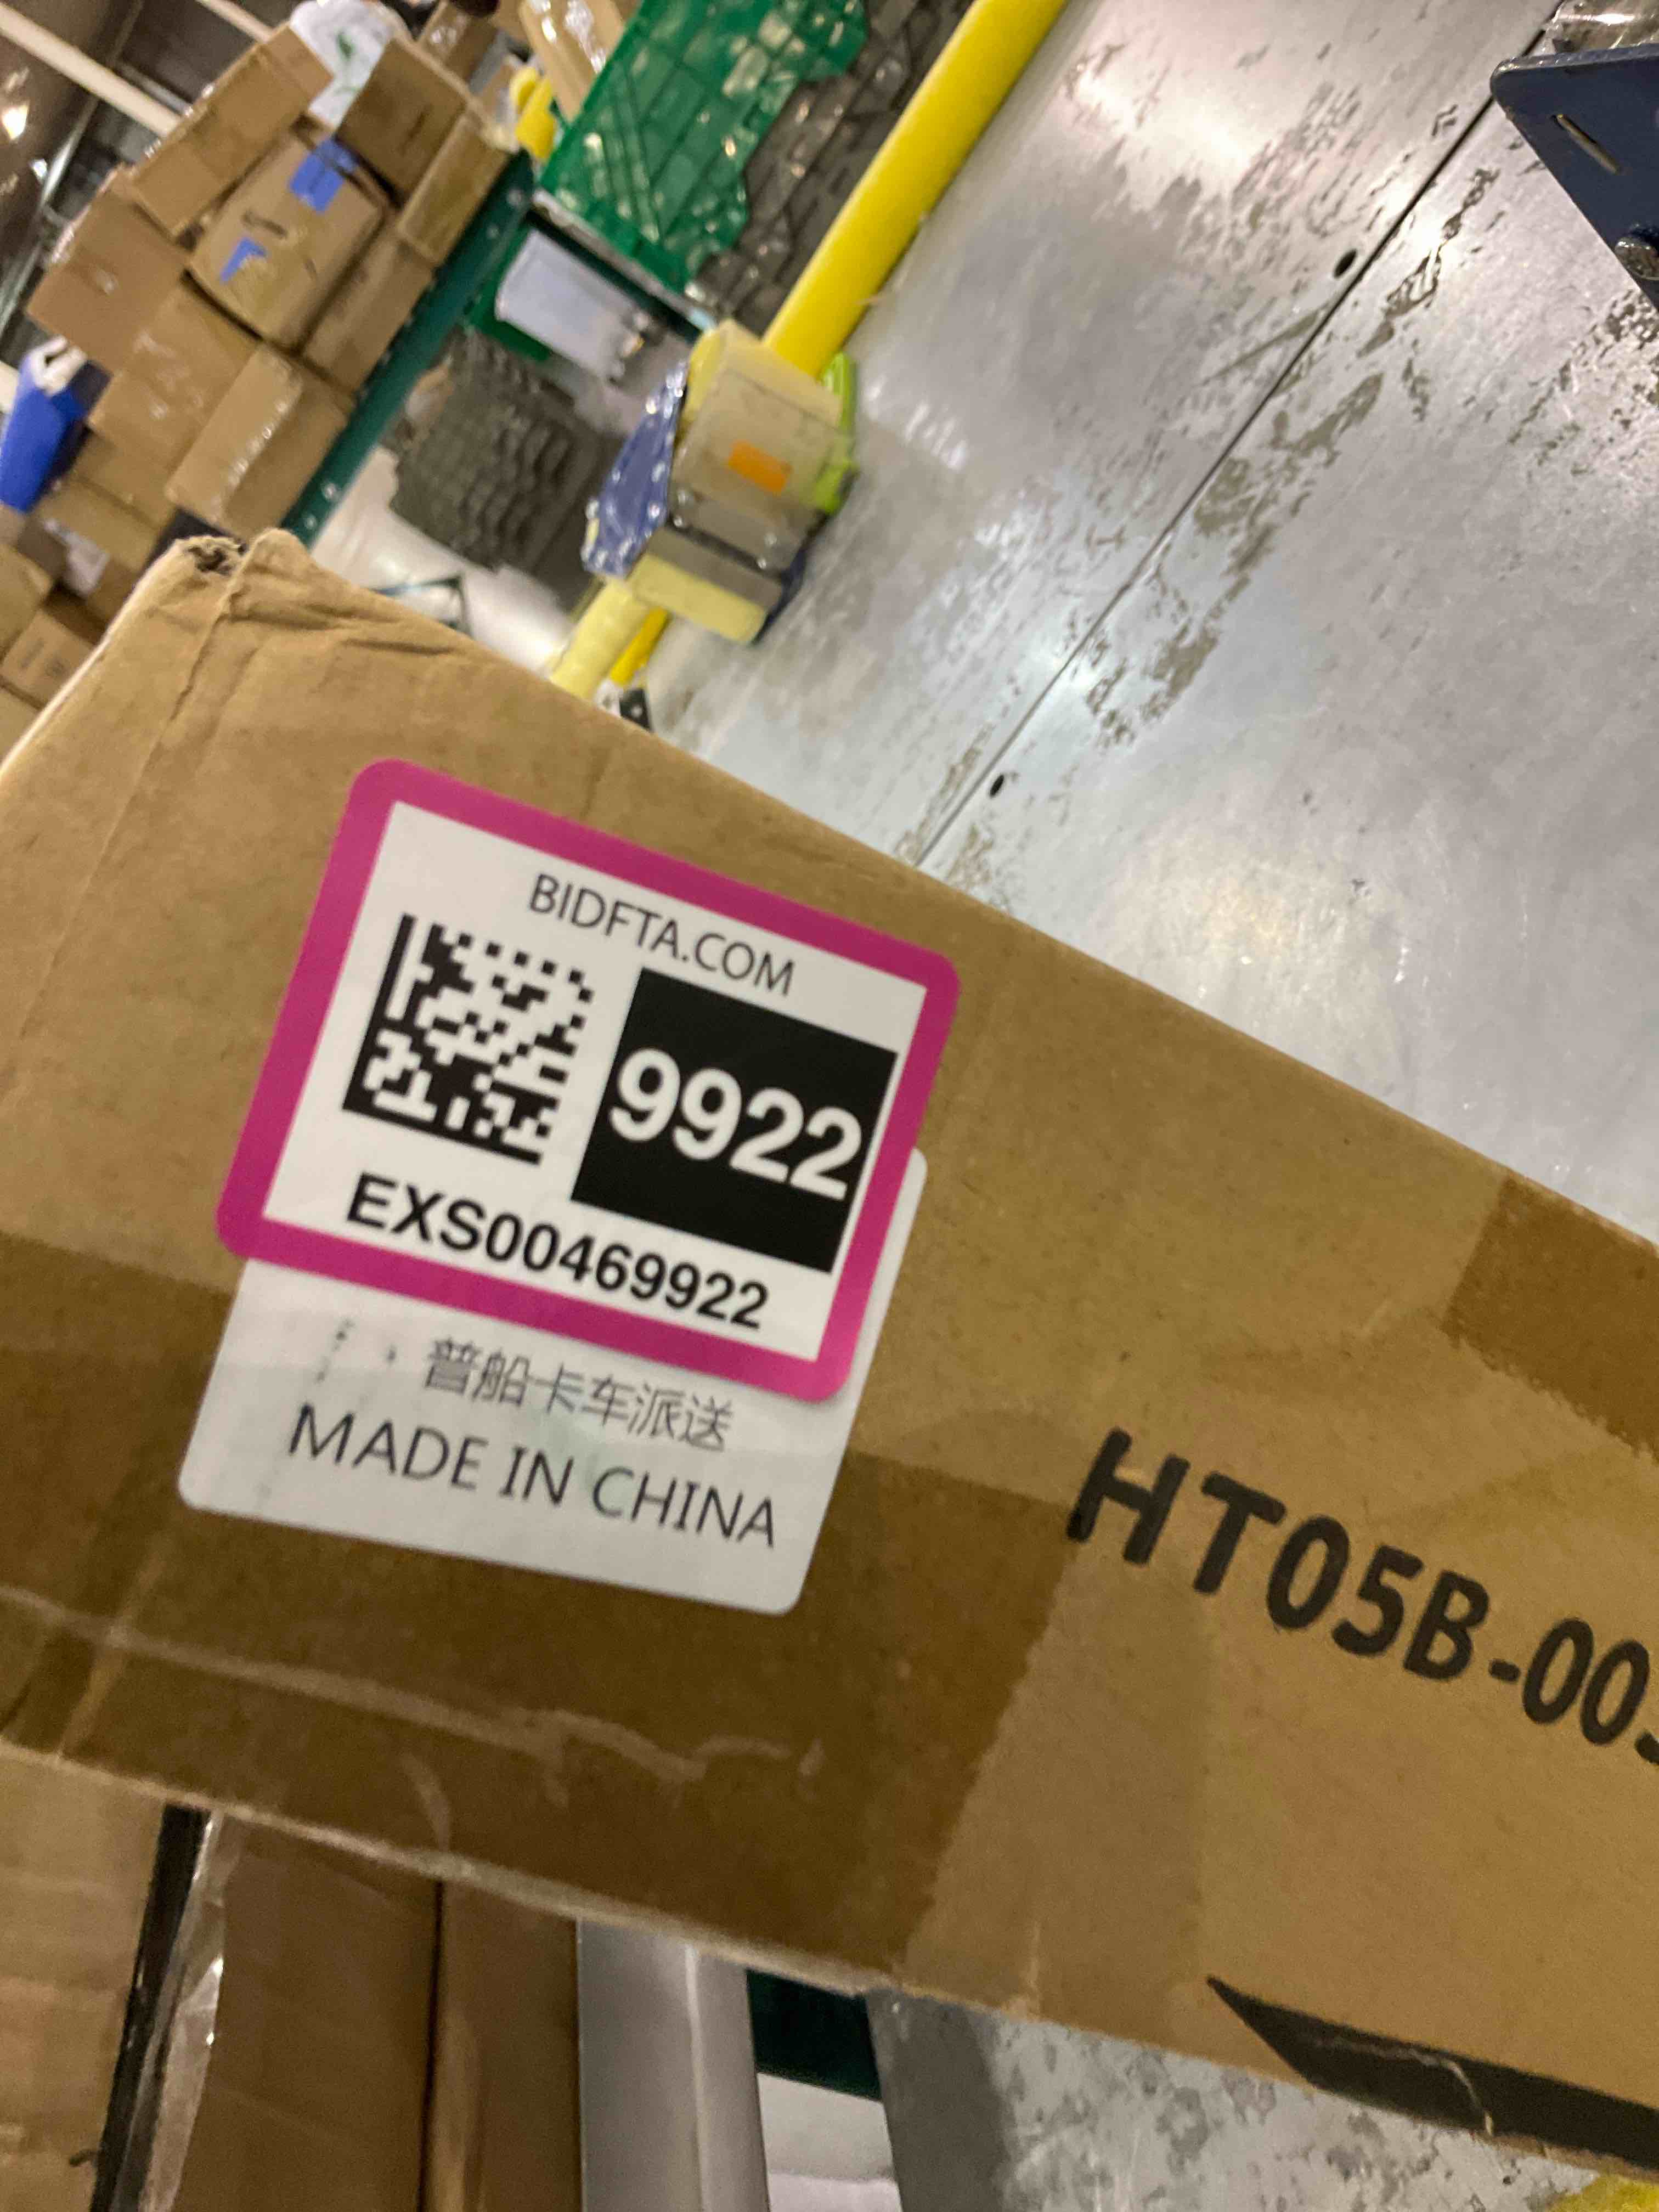 BIDFTA.COM
9922
EXS00469922
普船卡车派送
MADE IN CHINA
HT05B-00